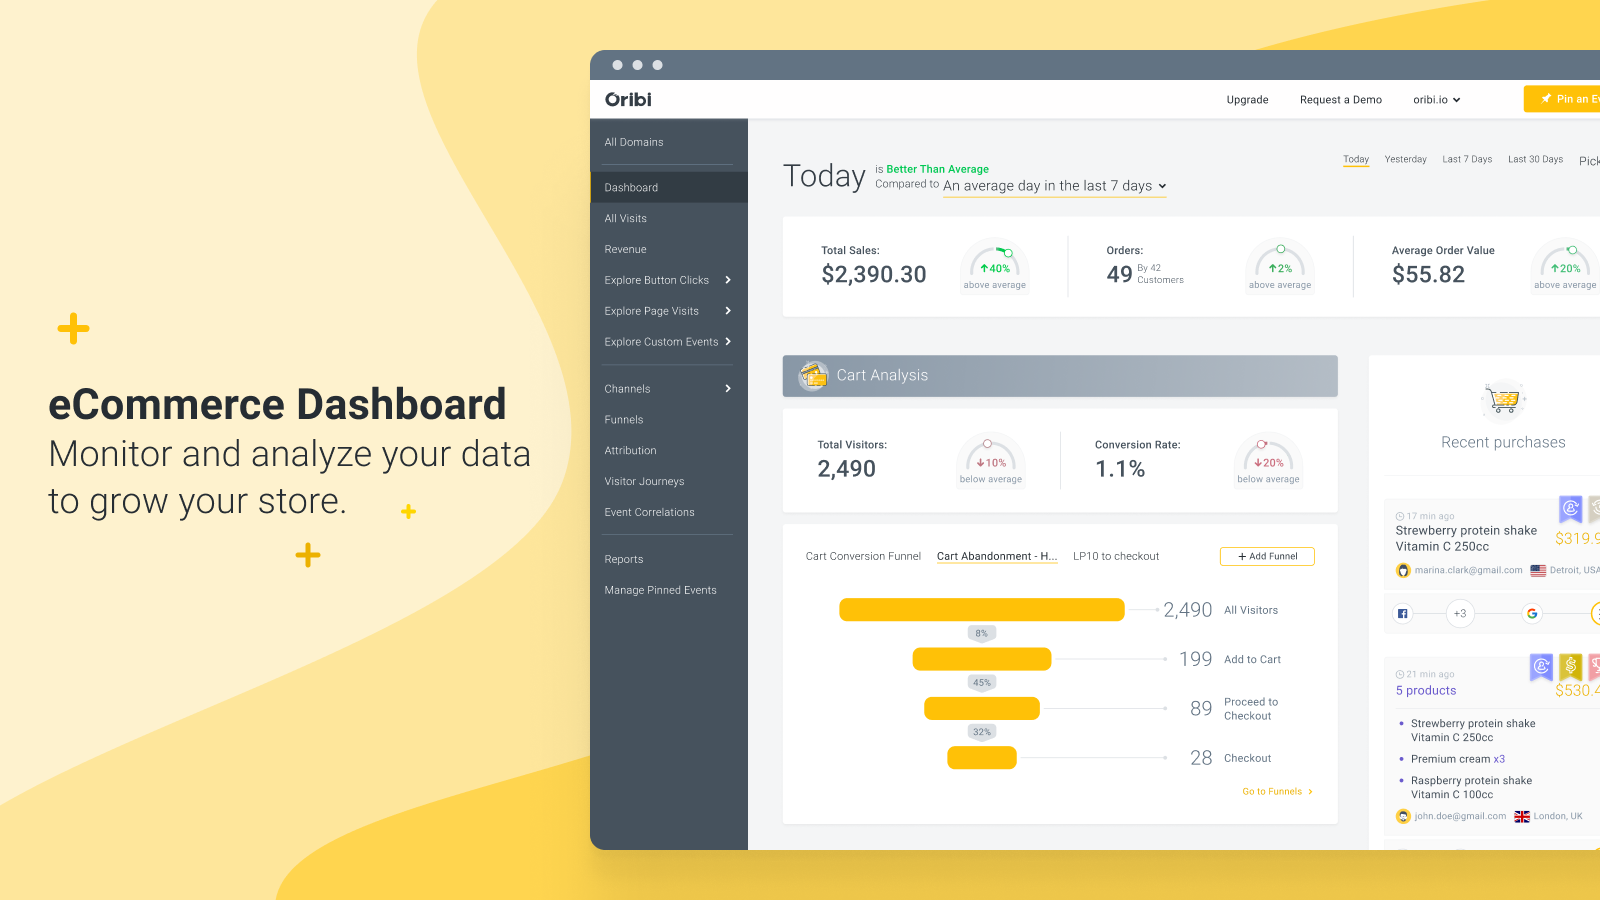 eCommerce Dashboard
Monitor and analyze your data
to grow your store.
Oribi
Upgrade
Request a Demo
oribi.io
Pin an
All Domains
Dashboard
All Visits
Revenue
Explore Button Clicks
Explore Page Visits
Explore Custom Events
Channels
Funnels
Attribution
Visitor Journeys
Event Correlations
Reports
Manage Pinned Events
Today
is Better Than Average
Compared to An average day in the last 7 days
Today
Yesterday
Last 7 Days
Last 30 Days
Pick
Total Sales:
$2,390.30
40%
above average
Orders:
49
By 42
Customers
2%
above average
Average Order Value
$55.82
20%
above average
Cart Analysis
Total Visitors:
2,490
10%
below average
Conversion Rate:
1.1%
20%
below average
Cart Conversion Funnel
Cart Abandonment - H...
LP10 to checkout
+ Add Funnel
2,490 All Visitors
8%
199 Add to Cart
45%
89 Proceed to
Checkout
32%
28 Checkout
Go to Funnels
Recent purchases
17 min ago
Strewberry protein shake
Vitamin C 250cc
$319.9
marina.clark@gmail.com
Detroit, USA
+3
21 min ago
5 products
$530.4
Strewberry protein shake
Vitamin C 250cc
Premium cream x3
Raspberry protein shake
Vitamin C 100cc
john.doe@gmail.com
London, UK